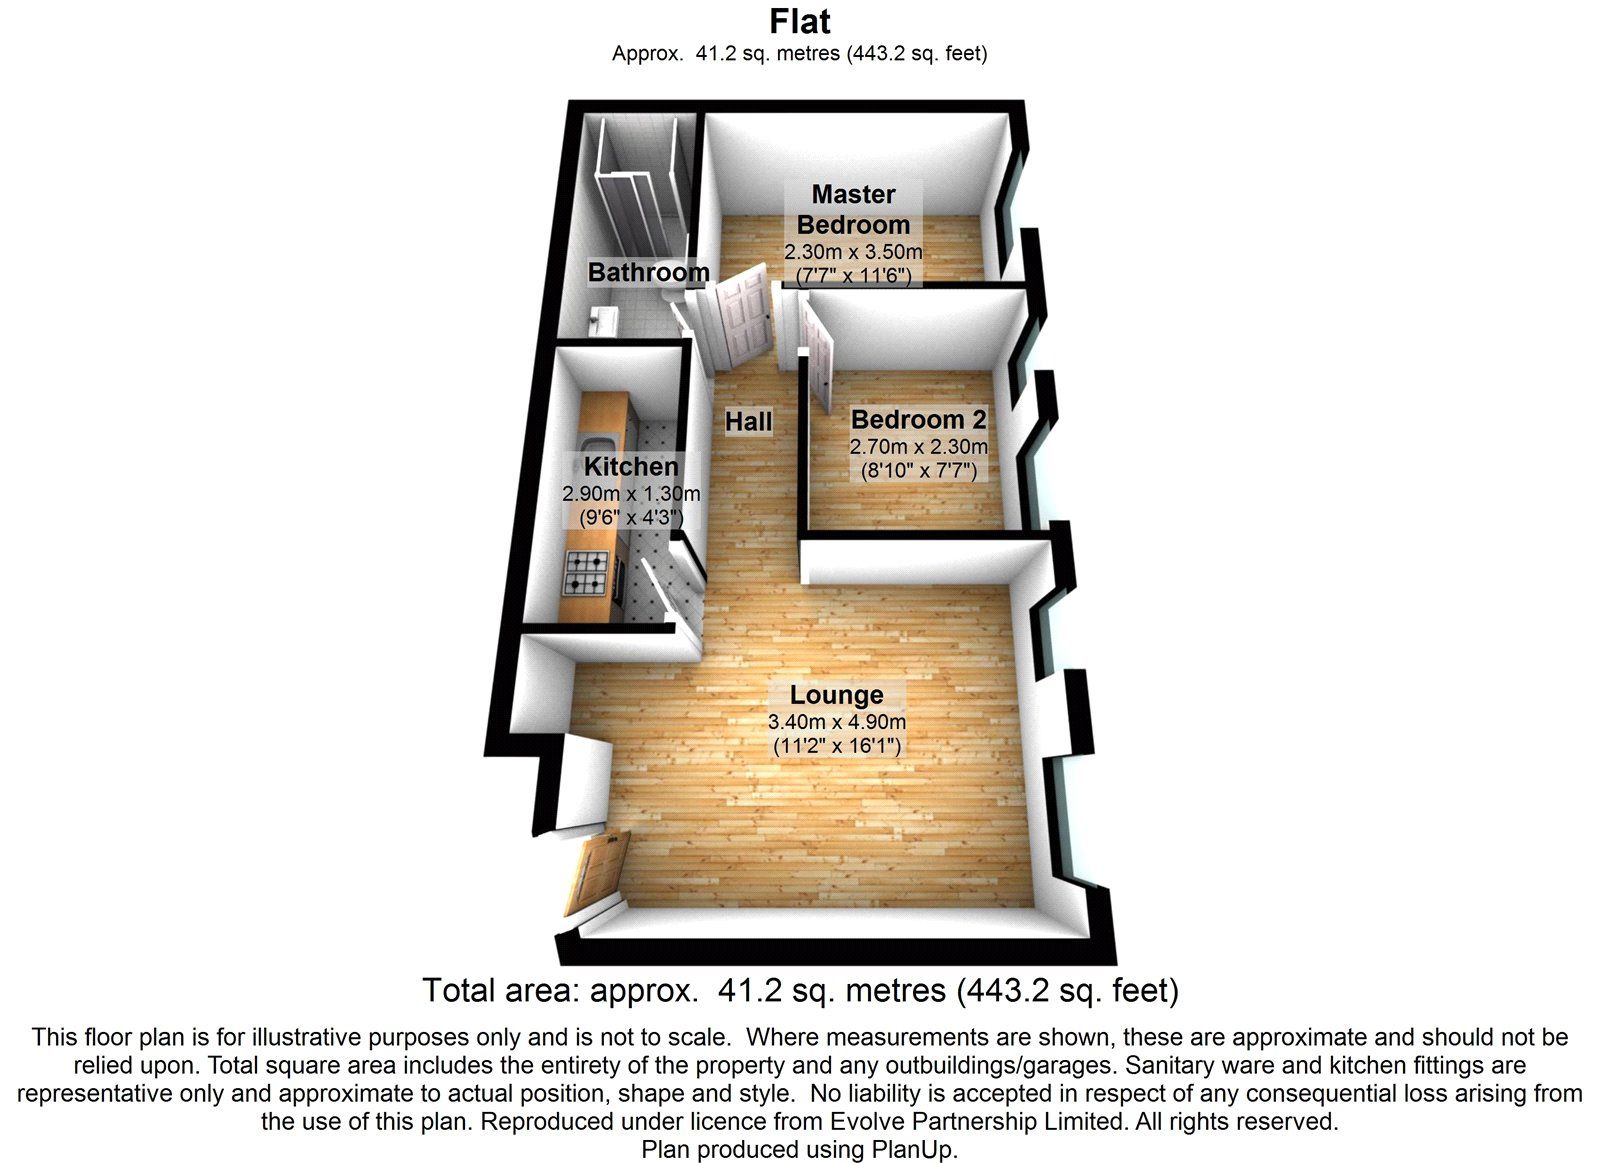 Flat
Approx.  41.2 sq. metres (443.2 sq. feet)
Master
Bedroom
2.30m x 3.50m
(7'7" x 11'6")
Bathroom
Hall
Bedroom 2
2.70m x 2.30m
(8'10" x 7'7")
Kitchen
2.90m x 1.30m
(9'6" x 4'3")
Lounge
3.40m x 4.90m
(11'2" x 16'1")
Total area: approx.  41.2 sq. metres (443.2 sq. feet)
This floor plan is for illustrative purposes only and is not to scale.  Where measurements are shown, these are approximate and should not be
relied upon. Total square area includes the entirety of the property and any outbuildings/garages. Sanitary ware and kitchen fittings are
representative only and approximate to actual position, shape and style.  No liability is accepted in respect of any consequential loss arising from
the use of this plan. Reproduced under licence from Evolve Partnership Limited. All rights reserved.
Plan produced using PlanUp.